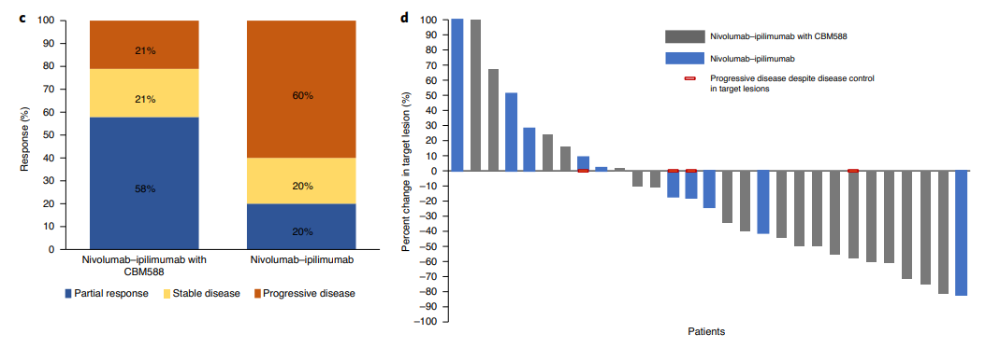 c
100
90
80
70
60
50
40
30
20
10
0
Response (%)
21%
21%
58%
60%
20%
20%
Nivolumab–ipilimumab with
CBM588
Nivolumab–ipilimumab
Partial response
Stable disease
Progressive disease
d
100
90
80
70
60
50
40
30
20
10
0
−10
−20
−30
−40
−50
−60
−70
−80
−90
−100
Percent change in target lesion (%)
Nivolumab–ipilimumab with CBM588
Nivolumab–ipilimumab
Progressive disease despite disease control
in target lesions
Patients